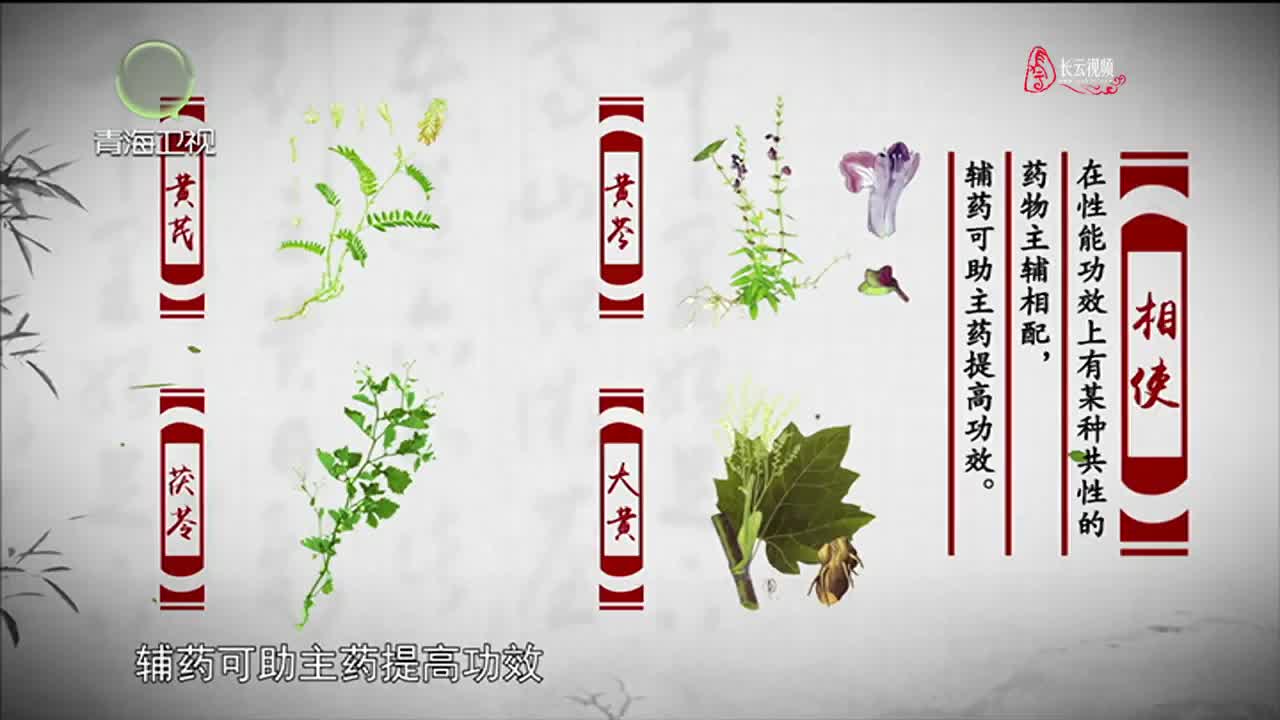 青海卫视
长云视频
相使
在性能功效上有某种共性的
药物主辅相配，
辅药可助主药提高功效。
黄芪
黄芩
茯苓
大黄
辅药可助主药提高功效